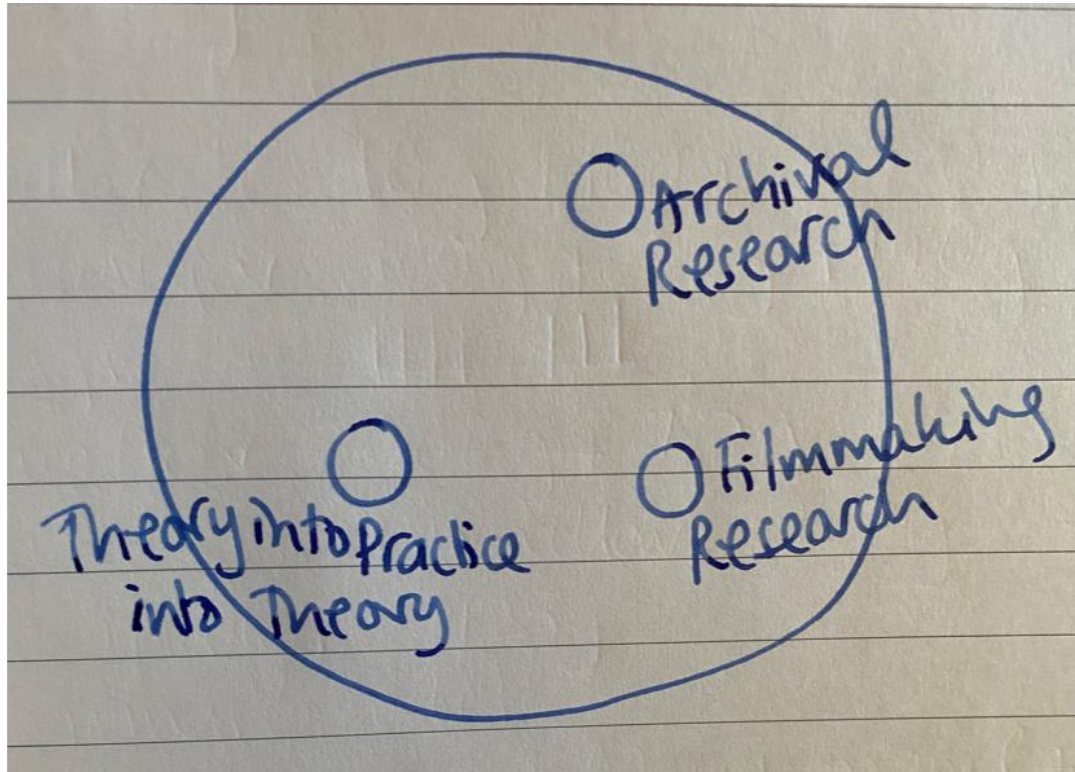 Archival
Research
Filmmaking
Research
Theory into Practice
into Theory